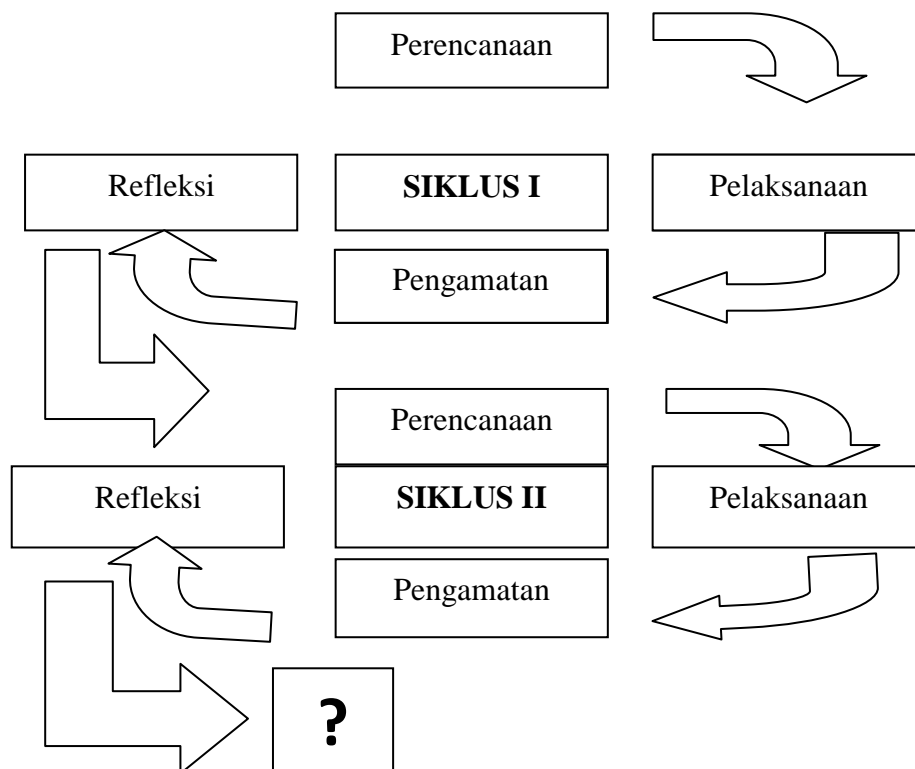 Perencanaan
Refleksi
SIKLUS I
Pelaksanaan
Pengamatan
Perencanaan
Refleksi
SIKLUS II
Pelaksanaan
Pengamatan
?